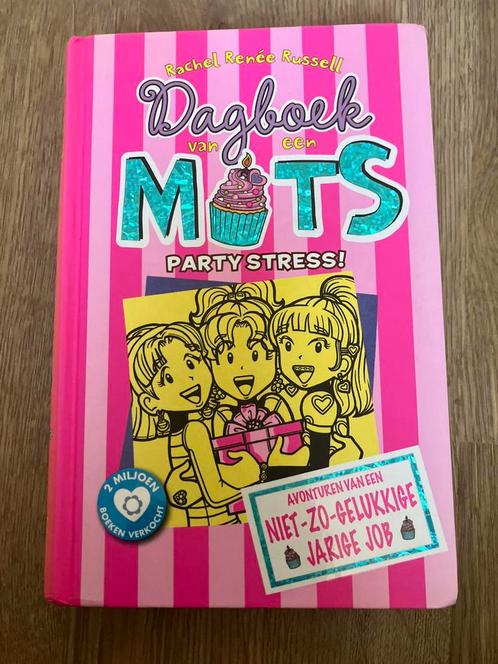 Rachel Renée Russell
Dagboek
van een
MUTS
PARTY STRESS!
2 MILJOEN
BOEKEN VERKOCHT
AVONTUREN VAN EEN
NIET-ZO-GELUKKIGE
JARIGE JOB